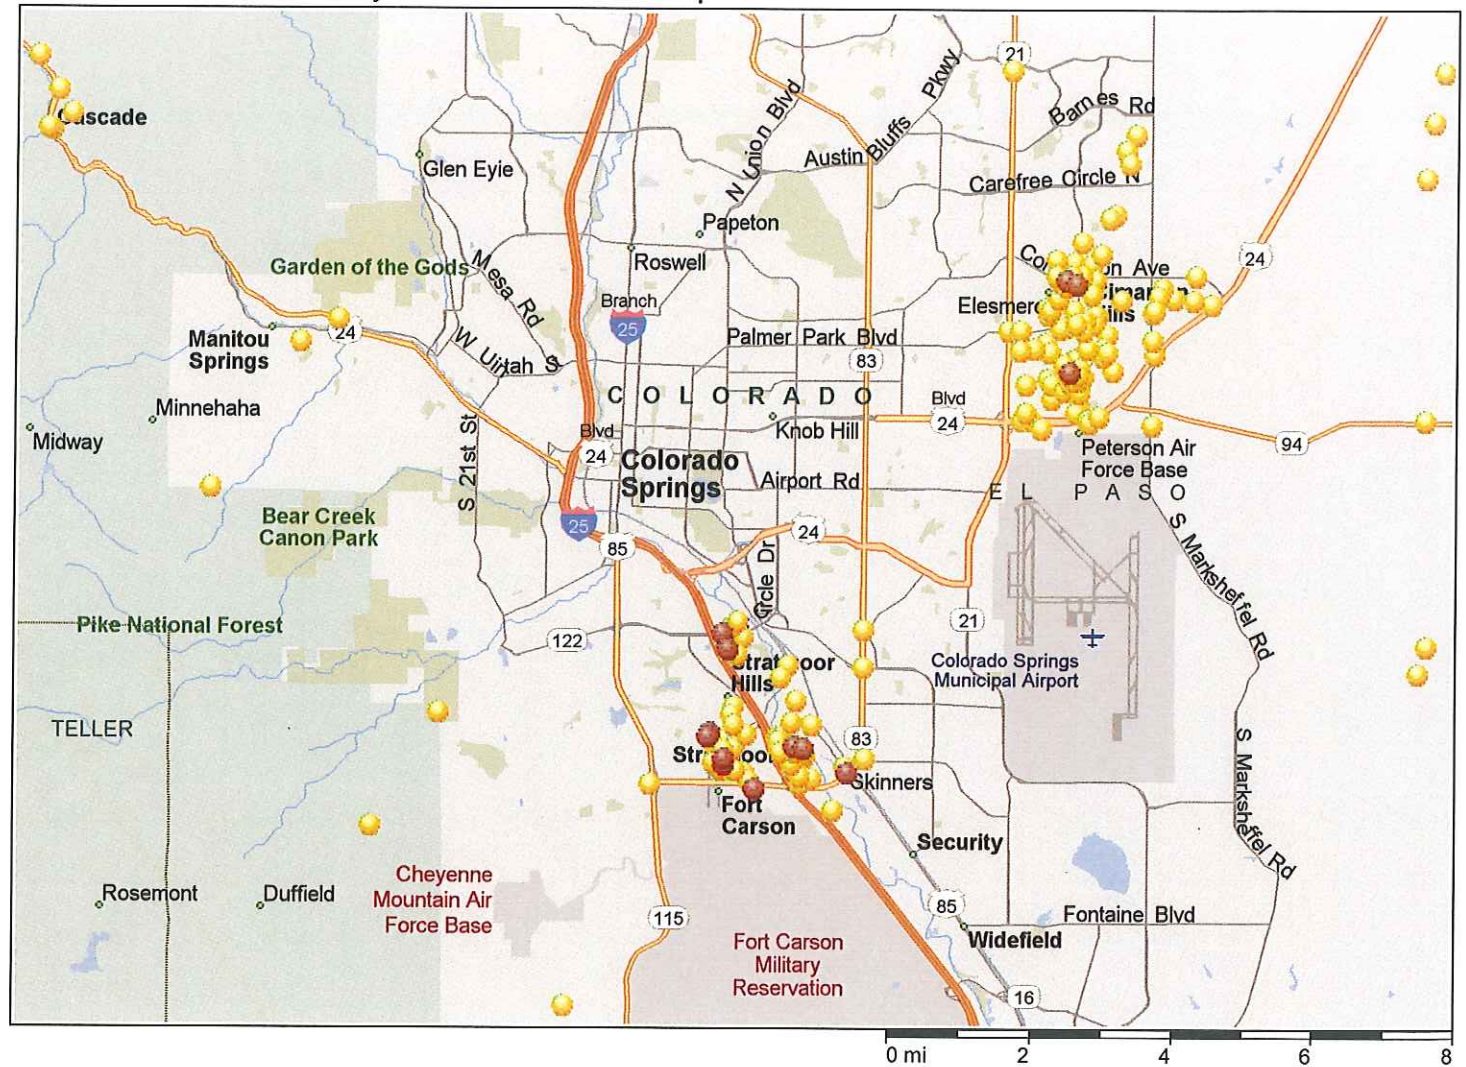 21
Pkwy
Barnes Rd
N Union Blvd
Austin Bluffs
Glen Eyie
Carefree Circle N
Papeton
Roswell
Garden of the Gods
Mesa Rd
24
Branch
25
Elesmere
Manitou
Springs
24
W Uintah S
Palmer Park Blvd
83
COLORADO
Minnehaha
Midway
S 21st St
Blvd
24
Knob Hill
Blvd
24
94
Colorado
Springs
Airport Rd
Peterson Air
Force Base
EL PASO
Bear Creek
Canon Park
25
85
24
S Marksheffel Rd
Pike National Forest
122
21
Colorado Springs
Municipal Airport
Hills
TELLER
83
S Marksheffel Rd
Skinners
Fort
Carson
Security
Cheyenne
Mountain Air
Force Base
Rosemont
Duffield
115
85
Fontaine Blvd
Widefield
Fort Carson
Military
Reservation
16
0 mi 2 4 6 8